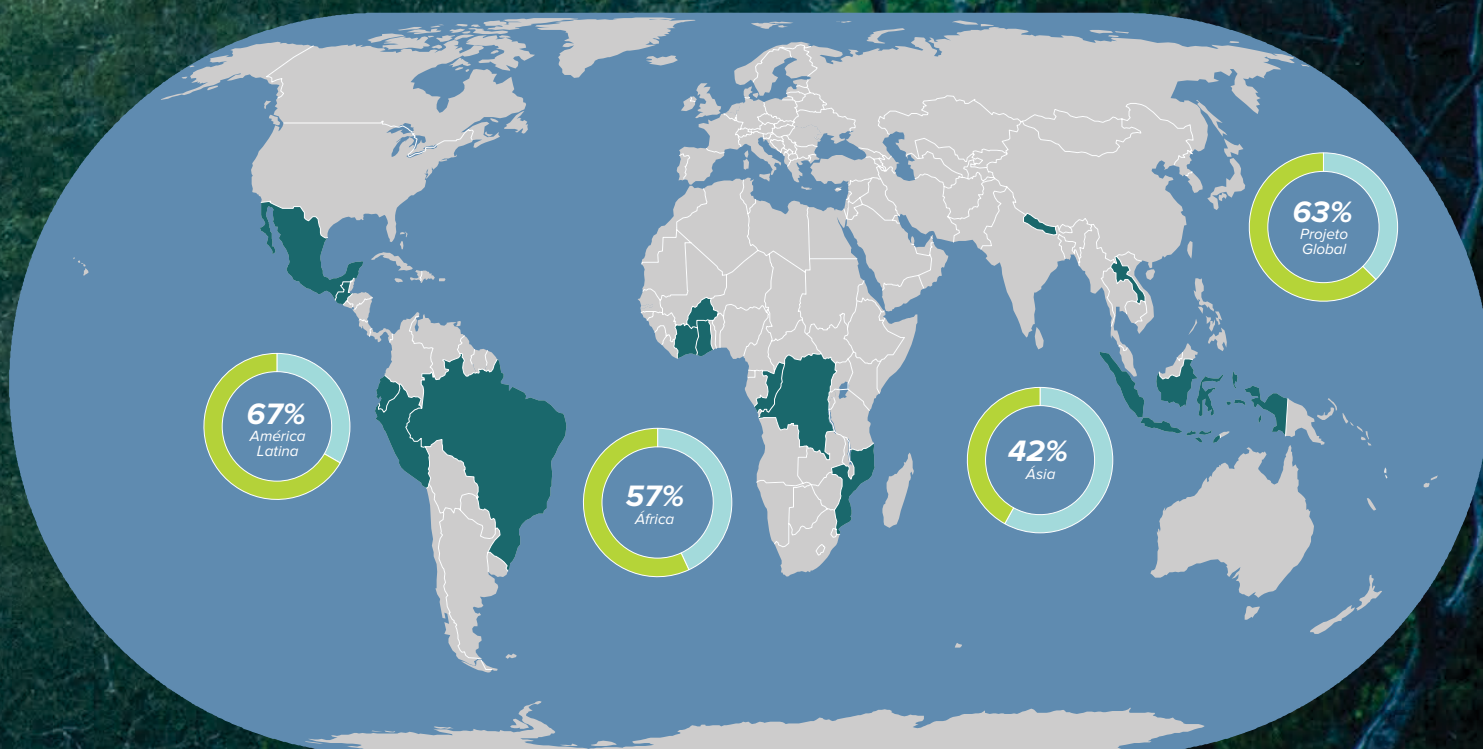 63%
Projeto
Global
67%
América
Latina
42%
Ásia
57%
África